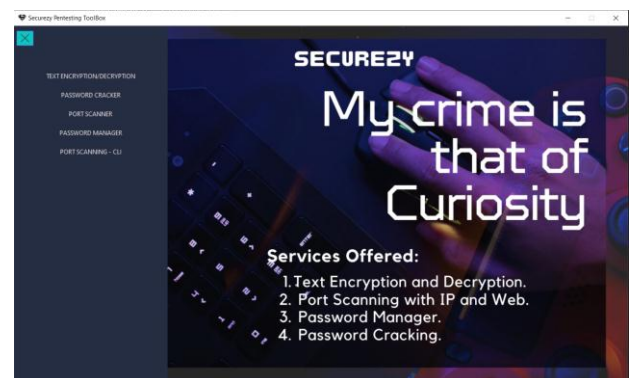 Securezy Pentesting ToolBox
TEXT ENCRYPTION/DECRYPTION
PASSWORD CRACKER
PORT SCANNER
PASSWORD MANAGER
PORT SCANNING - CLI
SECUREZY
My crime is
that of
Curiosity
Services Offered:
1. Text Encryption and Decryption.
2. Port Scanning with IP and Web.
3. Password Manager.
4. Password Cracking.